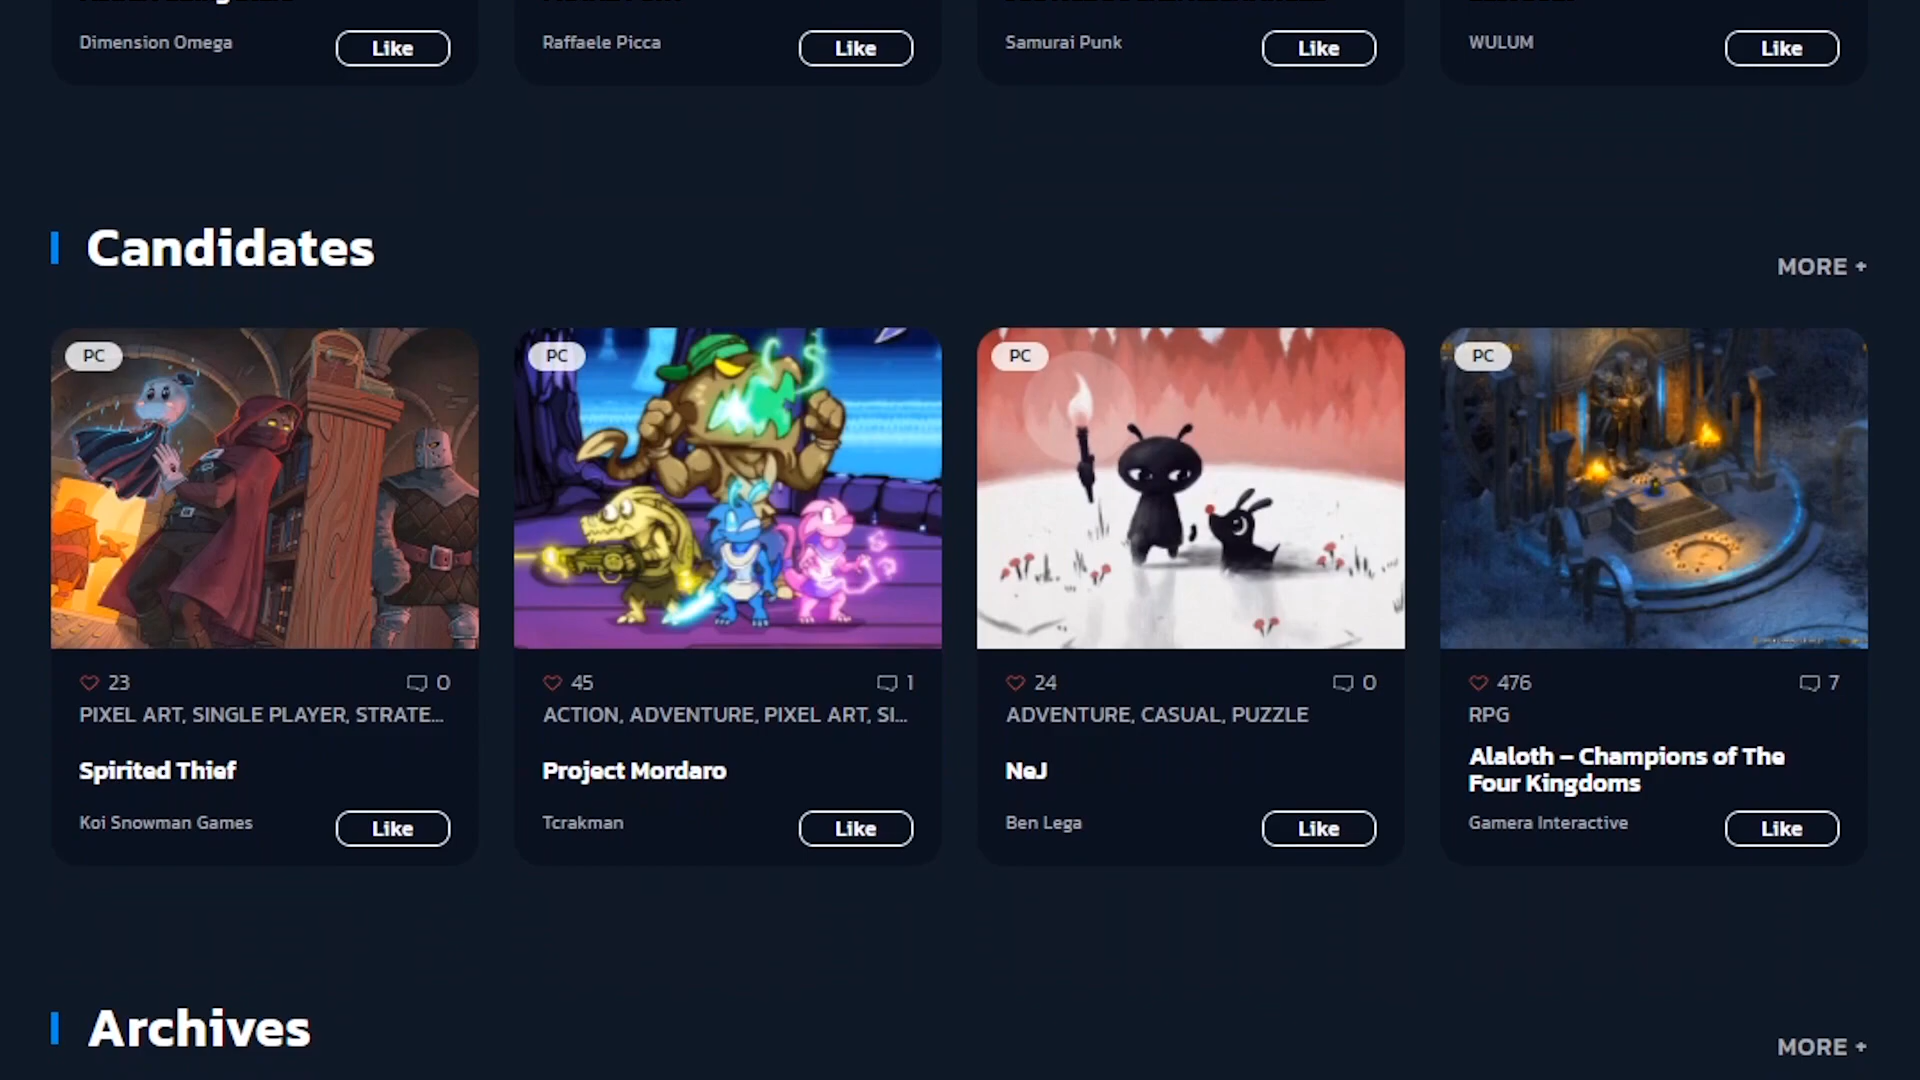 Dimension Omega
Like
Raffaele Picca
Like
Samurai Punk
Like
WULUM
Like
Candidates
MORE +
PC
23
0
PIXEL ART, SINGLE PLAYER, STRATE...
Spirited Thief
Koi Snowman Games
Like
PC
45
1
ACTION, ADVENTURE, PIXEL ART, SI...
Project Mordaro
Tcrakman
Like
PC
24
0
ADVENTURE, CASUAL, PUZZLE
NeJ
Ben Lega
Like
PC
476
7
RPG
Alaloth – Champions of The
Four Kingdoms
Gamera Interactive
Like
Archives
MORE +